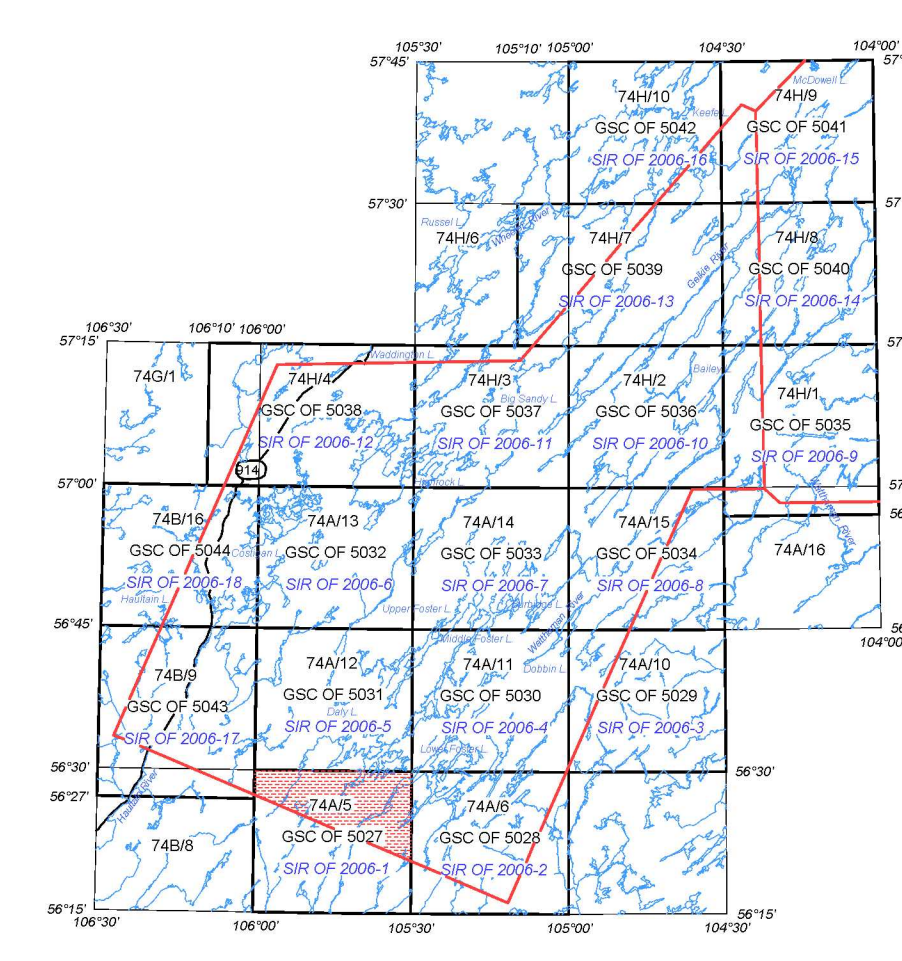 105°30' 105°10' 105°00' 104°30' 104°00'
57°45'
McDowell L.
74H/10
Keefe L.
74H/9
GSC OF 5042
GSC OF 5041
SIR OF 2006-16
SIR OF 2006-15
57°30'
Russel L.
Wheeler River
74H/6
74H/7
74H/8
Geikie River
GSC OF 5039
GSC OF 5040
SIR OF 2006-13
SIR OF 2006-14
106°30' 106°10' 106°00'
57°15'
Waddington L.
74G/1
74H/4
74H/3
74H/2
Bailey L.
74H/1
Big Sandy L.
GSC OF 5038
GSC OF 5037
GSC OF 5036
GSC OF 5035
SIR OF 2006-12
SIR OF 2006-11
SIR OF 2006-10
SIR OF 2006-9
914
57°00'
74B/16
74A/13
74A/14
74A/15
Wathaman River
74A/16
GSC OF 5044
Costigan L.
GSC OF 5032
GSC OF 5033
GSC OF 5034
SIR OF 2006-18
SIR OF 2006-6
SIR OF 2006-7
SIR OF 2006-8
Haultain L.
Upper Foster L.
56°45'
Middle Foster L.
Wathaman River
104°00'
74B/9
74A/12
74A/11
Dobbin L.
74A/10
GSC OF 5043
GSC OF 5031
GSC OF 5030
GSC OF 5029
Daly L.
SIR OF 2006-17
SIR OF 2006-5
SIR OF 2006-4
SIR OF 2006-3
Lower Foster L.
56°30'
56°30'
56°27'
Haultain River
74A/5
74A/6
74B/8
GSC OF 5027
GSC OF 5028
SIR OF 2006-1
SIR OF 2006-2
56°15'
56°15'
106°30' 106°00' 105°30' 105°00' 104°30'